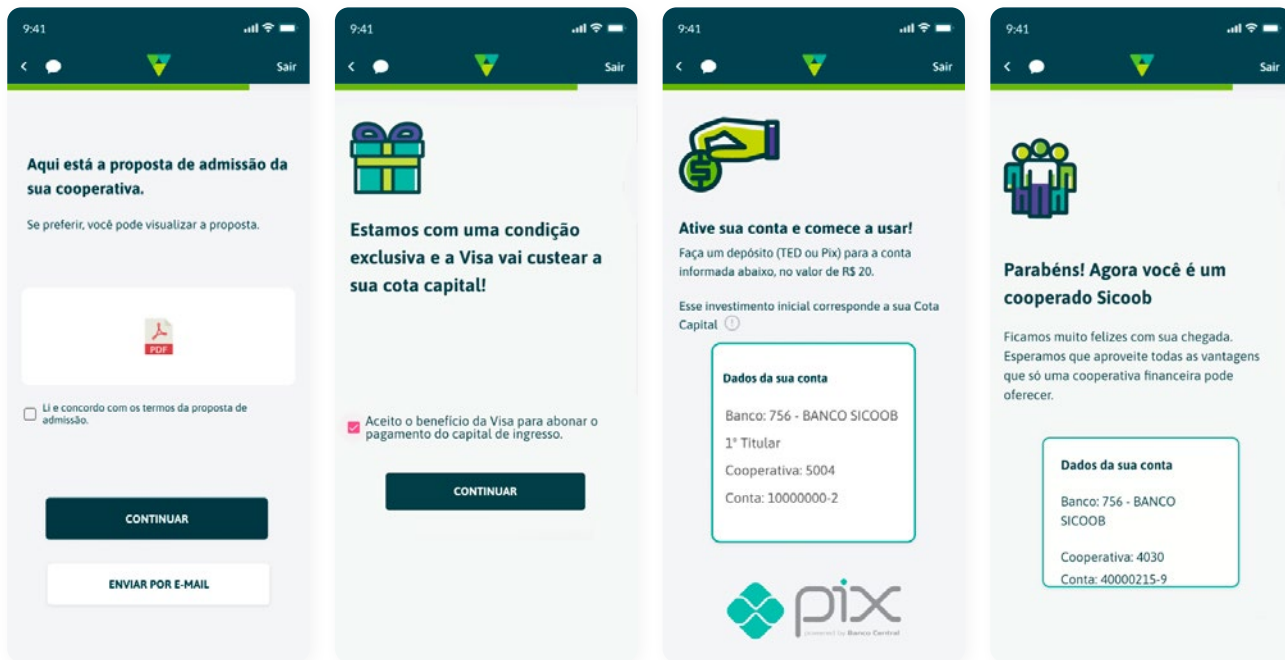 9:41
Sair
Aqui está a proposta de admissão da
sua cooperativa.
Se preferir, você pode visualizar a proposta.
PDF
Li e concordo com os termos da proposta de
admissão.
CONTINUAR
ENVIAR POR E-MAIL
9:41
Sair
Estamos com uma condição
exclusiva e a Visa vai custear a
sua cota capital!
Aceito o benefício da Visa para abonar o
pagamento do capital de ingresso.
CONTINUAR
9:41
Sair
Ative sua conta e comece a usar!
Faça um depósito (TED ou Pix) para a conta
informada abaixo, no valor de R$ 20.
Esse investimento inicial corresponde a sua Cota
Capital
Dados da sua conta
Banco: 756 - BANCO SICOOB
1° Titular
Cooperativa: 5004
Conta: 10000000-2
pix
powered by Banco Central
9:41
Sair
Parabéns! Agora você é um
cooperado Sicoob
Ficamos muito felizes com sua chegada.
Esperamos que aproveite todas as vantagens
que só uma cooperativa financeira pode
oferecer.
Dados da sua conta
Banco: 756 - BANCO
SICOOB
Cooperativa: 4030
Conta: 40000215-9